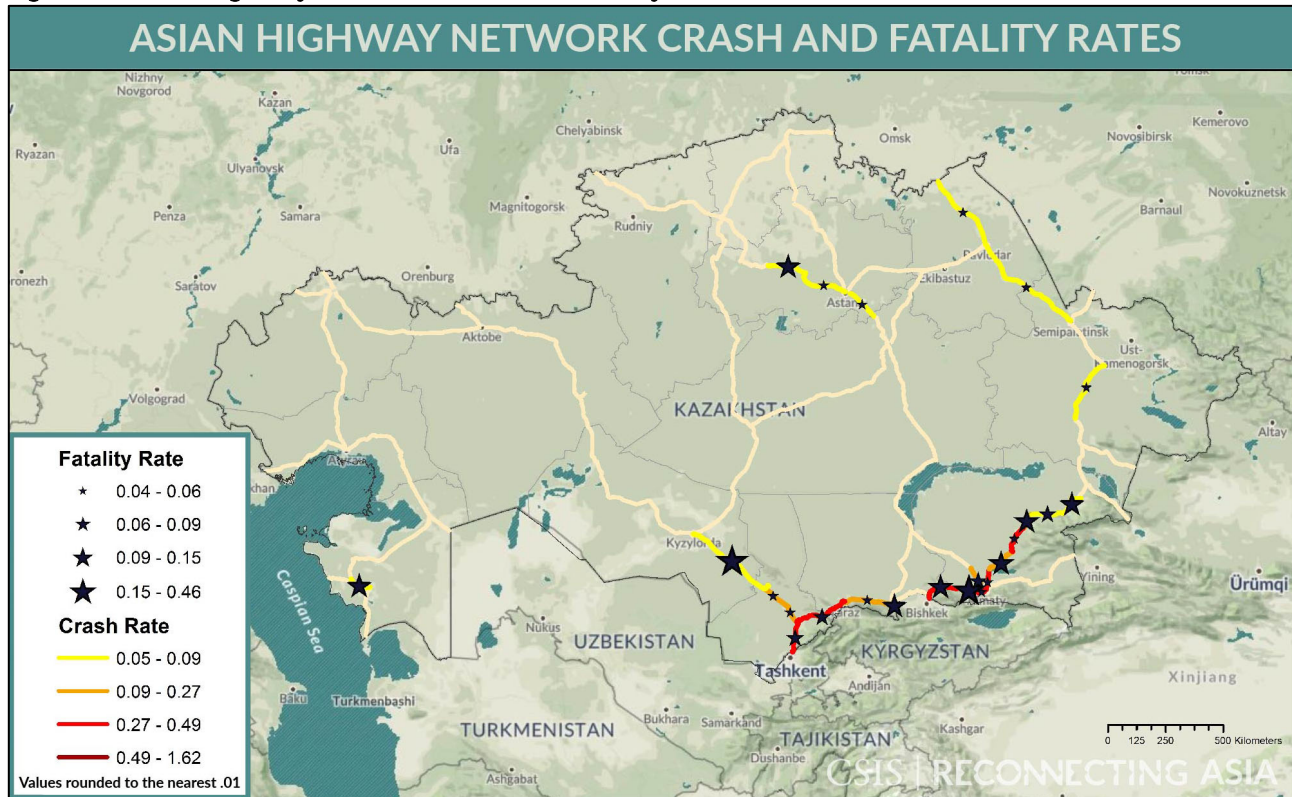 ASIAN HIGHWAY NETWORK CRASH AND FATALITY RATES
Nizhny
Novgorod
Kazan
Chelyabinsk
Omsk
Novosibirsk
Kemerovo
Ryazan
Ulyanovsk
Ufa
Novokuznetsk
Penza
Samara
Magnitogorsk
Rudniy
Barnaul
Pavlodar
Saratov
Orenburg
Ekibastuz
Aktobe
Semipalatinsk
Ust-
Volgograd
KAZAKHSTAN
Altay
Kyzylorda
Yining
Ürümqi
Bishkek
Nukus
UZBEKISTAN
KYRGYZSTAN
Tashkent
Caspian Sea
Andijan
Xinjiang
Baku
Turkmenbashi
Bukhara
Samarkand
Kashgar
TURKMENISTAN
TAJIKISTAN
Dushanbe
Ashgabat
Fatality Rate
0.04 - 0.06
0.06 - 0.09
0.09 - 0.15
0.15 - 0.46
Crash Rate
0.05 - 0.09
0.09 - 0.27
0.27 - 0.49
0.49 - 1.62
Values rounded to the nearest .01
0 125 250 500 Kilometers
CSIS | RECONNECTING ASIA